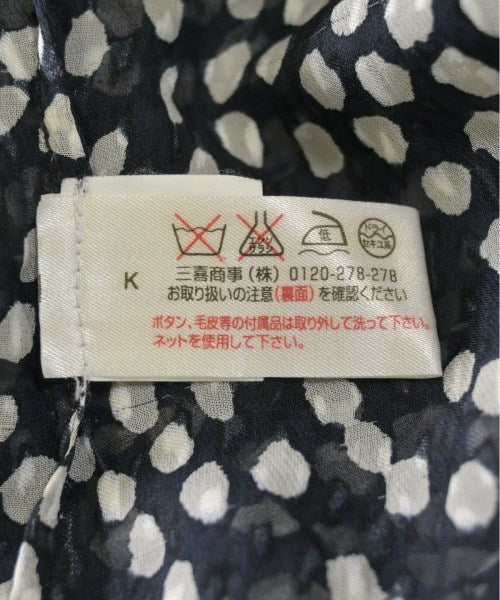 エンソ
サラシ
低
ドライ
セキユ系
K
三喜商事(株) 0120-278-278
お取り扱いの注意(裏面)を確認ください
ボタン、毛皮等の付属品は取り外して洗って下さい。
ネットを使用して下さい。